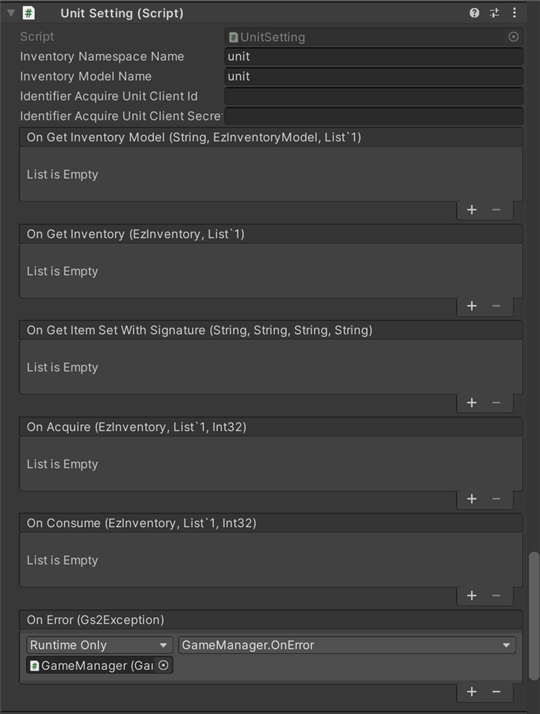 Unit Setting (Script)
Script UnitSetting
Inventory Namespace Name unit
Inventory Model Name unit
Identifier Acquire Unit Client Id
Identifier Acquire Unit Client Secre
On Get Inventory Model (String, EzInventoryModel, List`1)
List is Empty
+ −
On Get Inventory (EzInventory, List`1)
List is Empty
+ −
On Get Item Set With Signature (String, String, String, String)
List is Empty
+ −
On Acquire (EzInventory, List`1, Int32)
List is Empty
+ −
On Consume (EzInventory, List`1, Int32)
List is Empty
+ −
On Error (Gs2Exception)
Runtime Only GameManager.OnError
GameManager (Gai
+ −